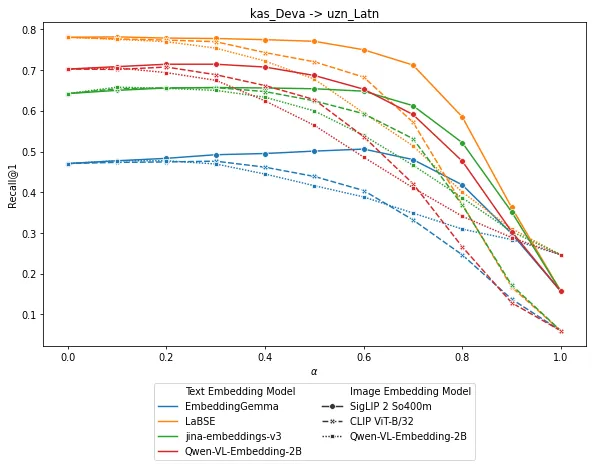 kas_Deva -> uzn_Latn
Recall@1
0.8
0.7
0.6
0.5
0.4
0.3
0.2
0.1
0.0 0.2 0.4 0.6 0.8 1.0
α
Text Embedding Model
EmbeddingGemma
LaBSE
jina-embeddings-v3
Qwen-VL-Embedding-2B
Image Embedding Model
SigLIP 2 So400m
CLIP ViT-B/32
Qwen-VL-Embedding-2B